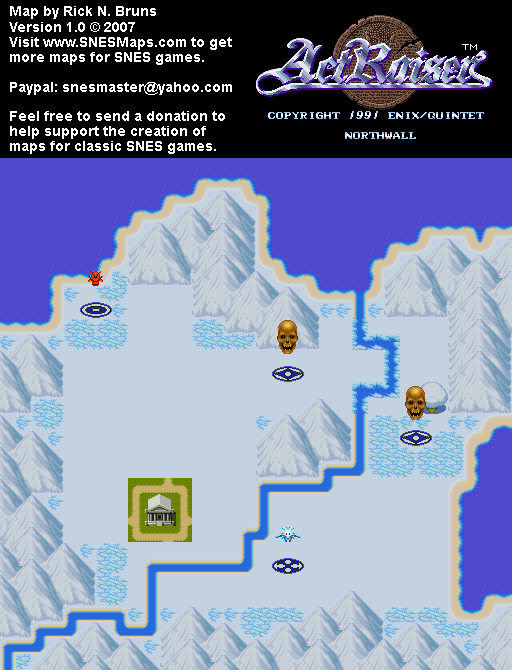 Map by Rick N. Bruns
Version 1.0 © 2007
Visit www.SNESMaps.com to get
more maps for SNES games.
Paypal: snesmaster@yahoo.com
Feel free to send a donation to
help support the creation of
maps for classic SNES games.
ActRaiser™
COPYRIGHT 1991 ENIX/QUINTET
NORTHWALL